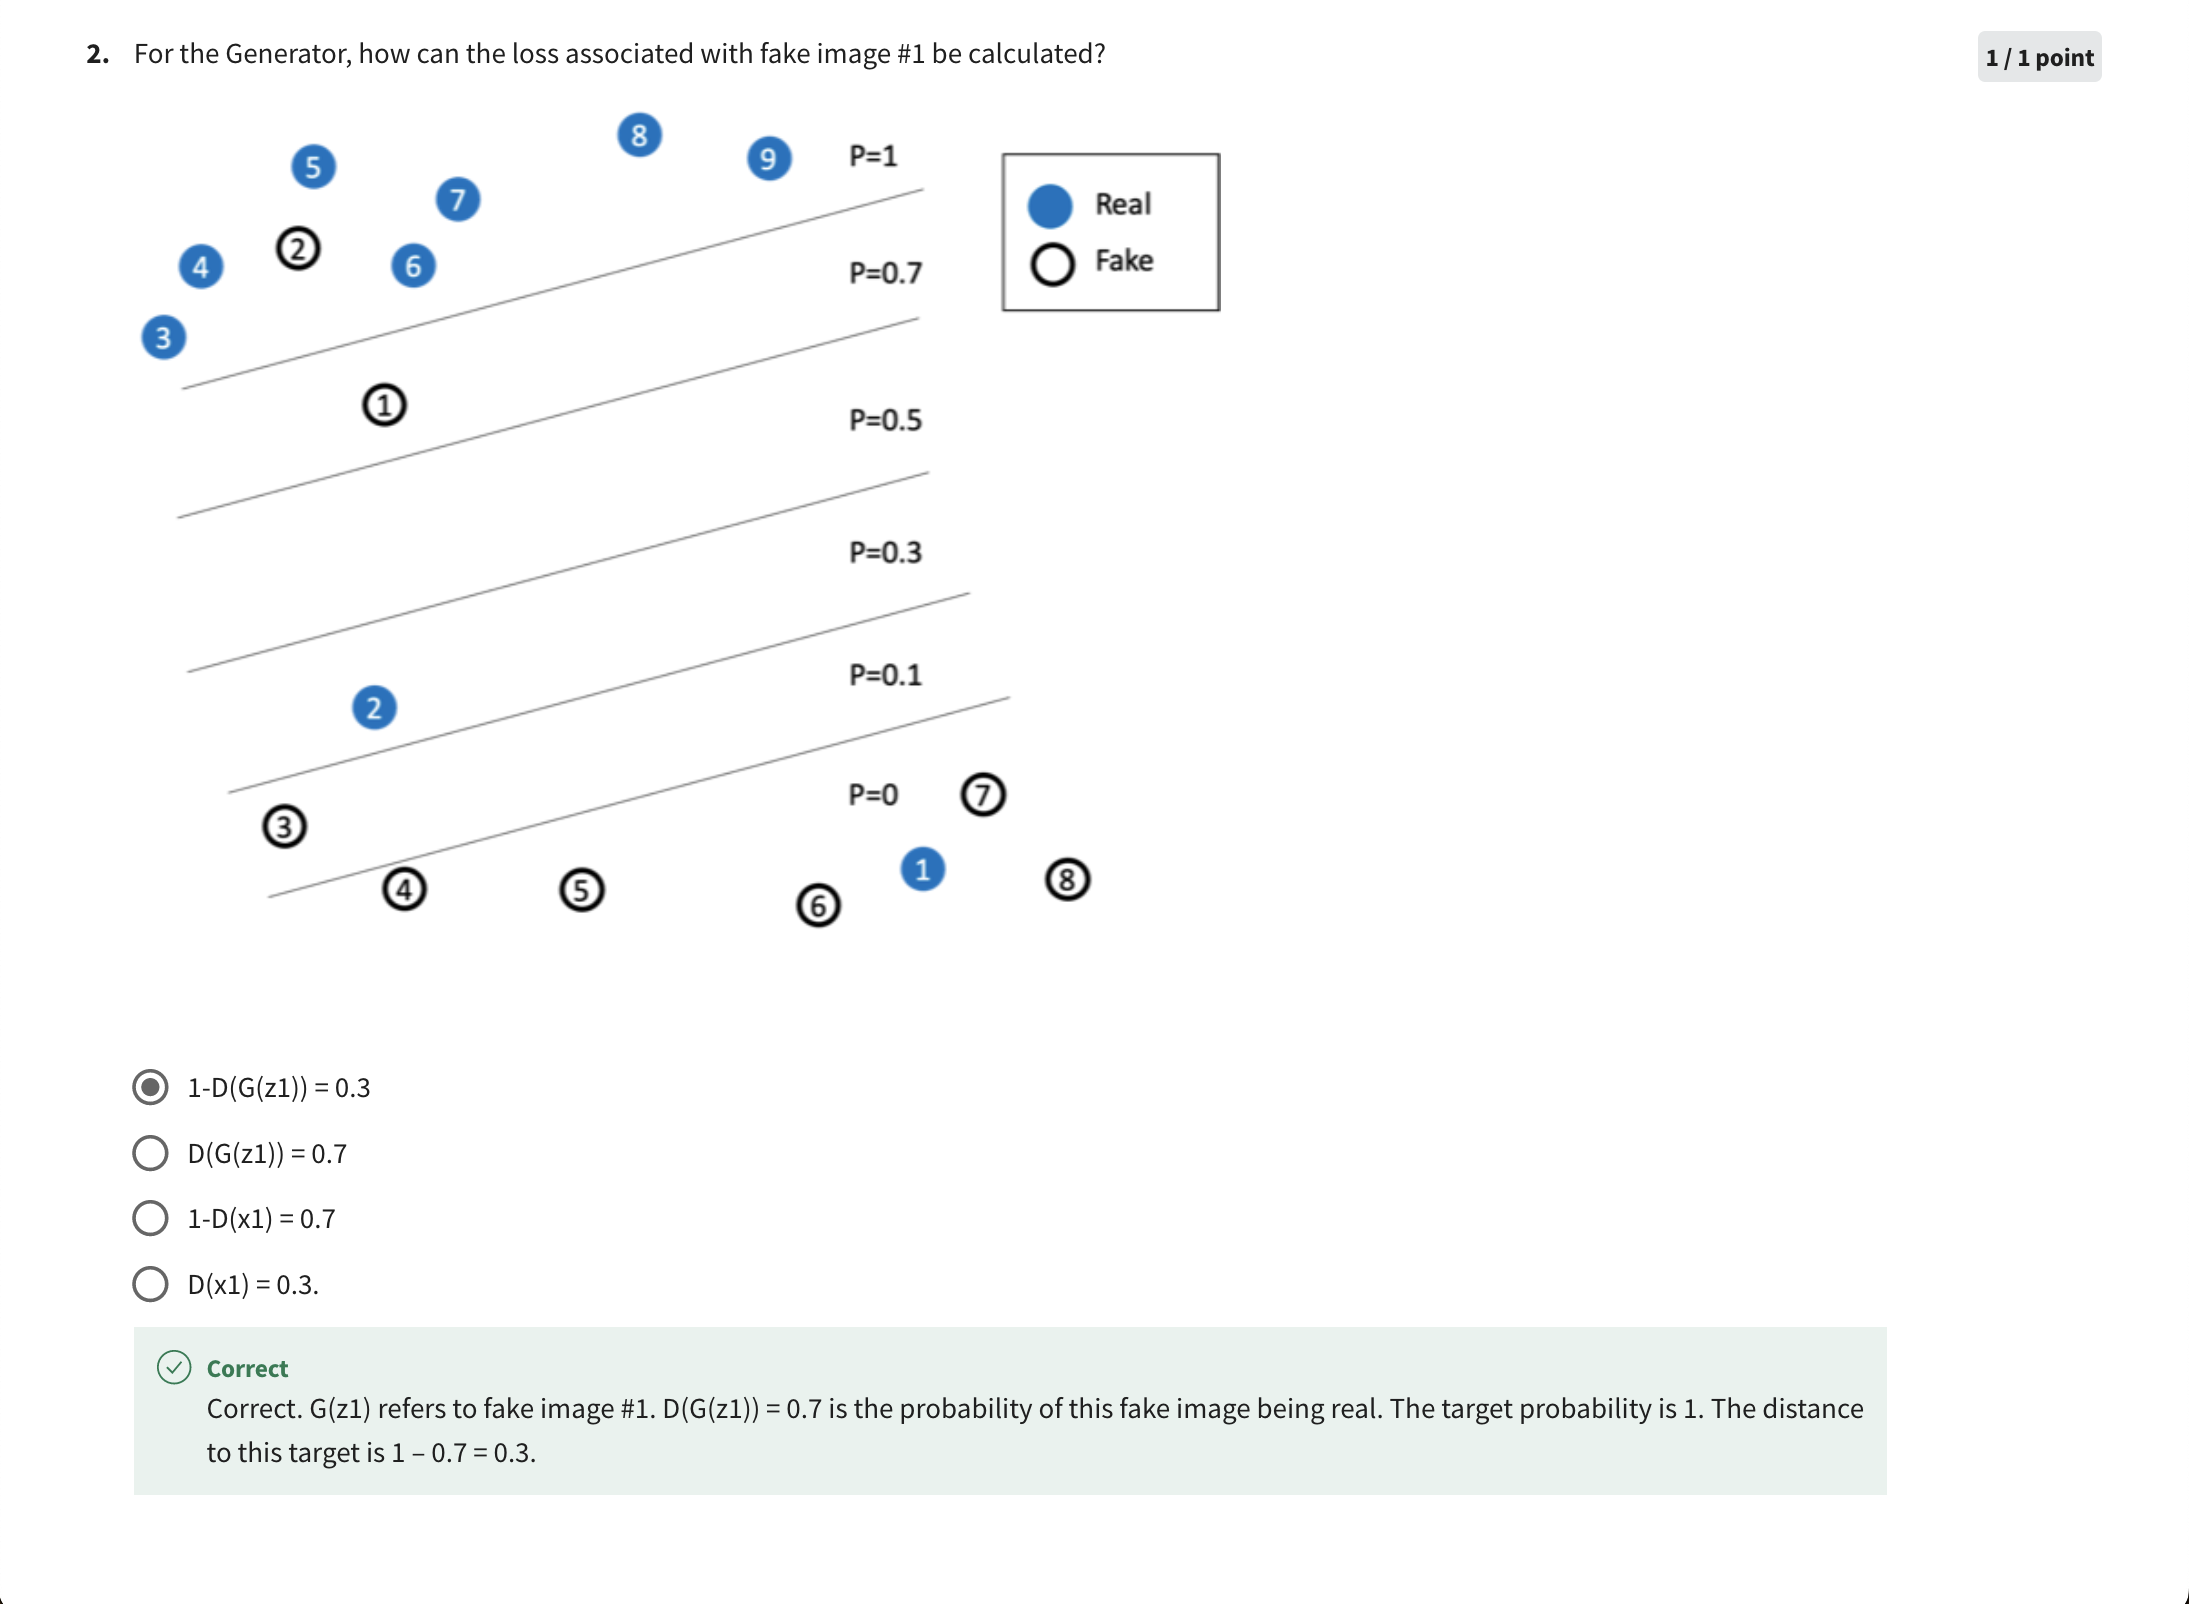 2. For the Generator, how can the loss associated with fake image #1 be calculated?
1 / 1 point
8
9
P=1
5
7
Real
2
4
6
P=0.7
Fake
3
1
P=0.5
P=0.3
P=0.1
2
P=0
7
3
1
8
4
5
6
1-D(G(z1)) = 0.3
D(G(z1)) = 0.7
1-D(x1) = 0.7
D(x1) = 0.3.
Correct
Correct. G(z1) refers to fake image #1. D(G(z1)) = 0.7 is the probability of this fake image being real. The target probability is 1. The distance
to this target is 1 – 0.7 = 0.3.